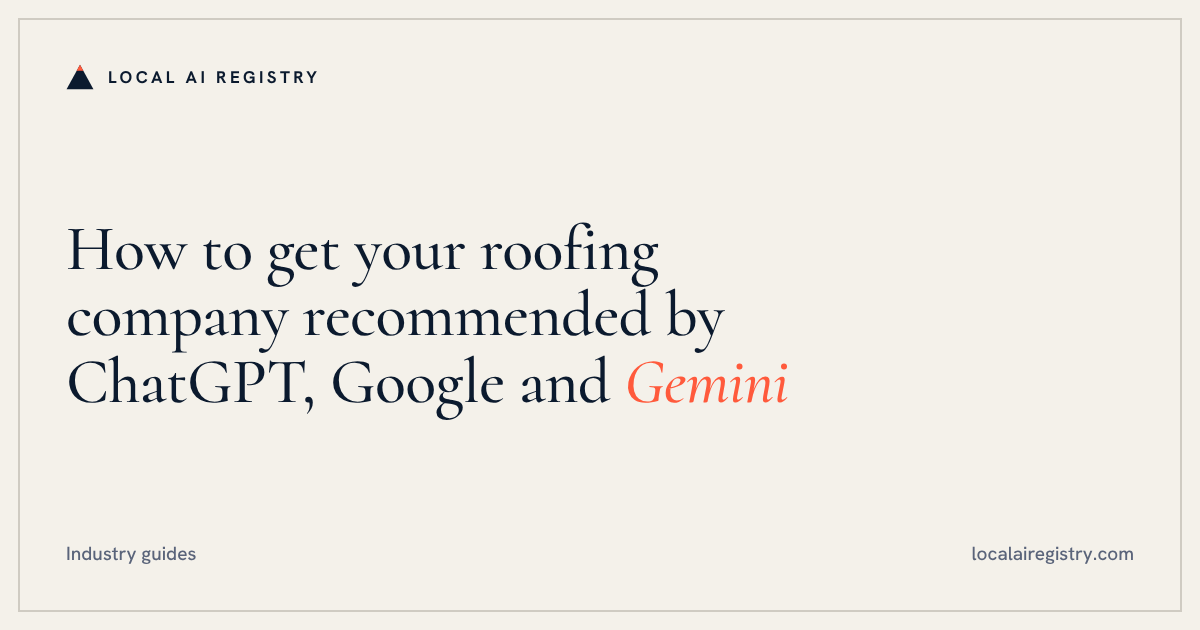 LOCAL AI REGISTRY
How to get your roofing
company recommended by
ChatGPT, Google and Gemini
Industry guides
localairegistry.com